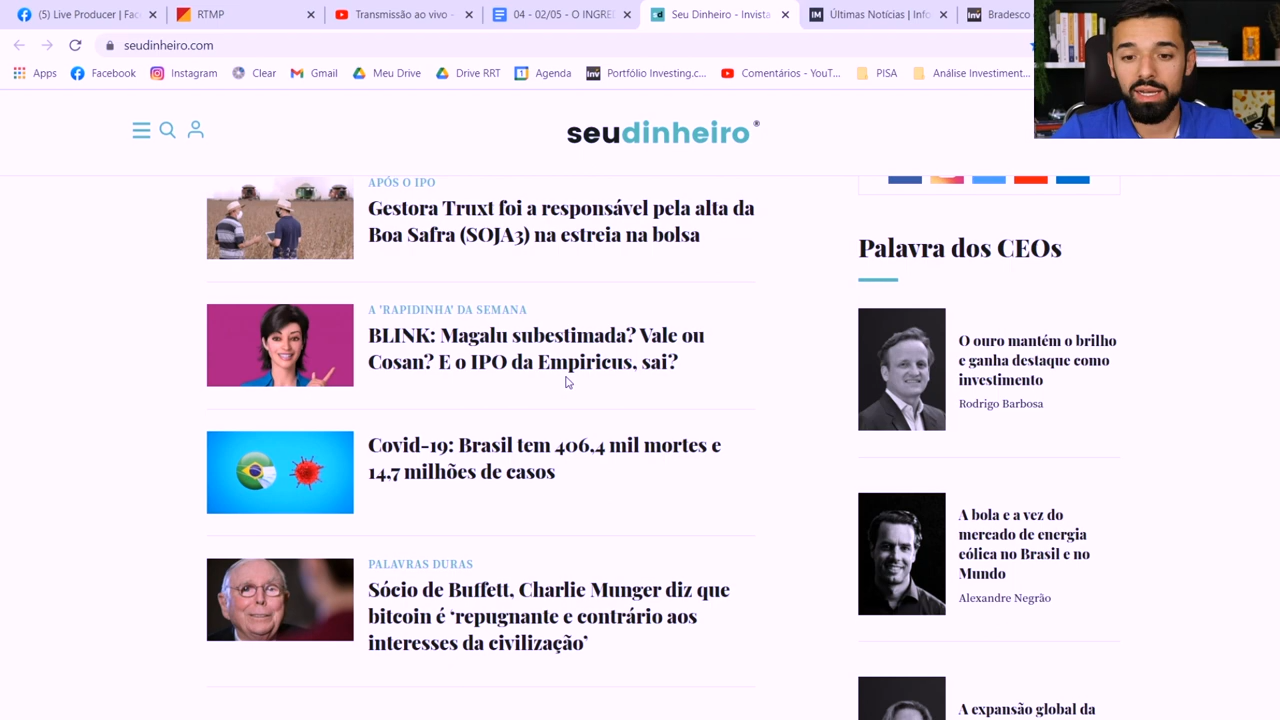 (5) Live Producer | Fac
RTMP
Transmissão ao vivo -
04 - 02/05 - O INGRE
Seu Dinheiro - Invista
Últimas Notícias | Info
Bradesco
seudinheiro.com
Apps
Facebook
Instagram
Clear
Gmail
Meu Drive
Drive RRT
Agenda
Portfólio Investing.c...
Comentários - YouT...
PISA
Análise Investiment...
seudinheiro®
APÓS O IPO
Gestora Truxt foi a responsável pela alta da
Boa Safra (SOJA3) na estreia na bolsa
A 'RAPIDINHA' DA SEMANA
BLINK: Magalu subestimada? Vale ou
Cosan? E o IPO da Empiricus, sai?
Covid-19: Brasil tem 406,4 mil mortes e
14,7 milhões de casos
PALAVRAS DURAS
Sócio de Buffett, Charlie Munger diz que
bitcoin é ‘repugnante e contrário aos
interesses da civilização’
Palavra dos CEOs
O ouro mantém o brilho
e ganha destaque como
investimento
Rodrigo Barbosa
A bola e a vez do
mercado de energia
eólica no Brasil e no
Mundo
Alexandre Negrão
A expansão global da